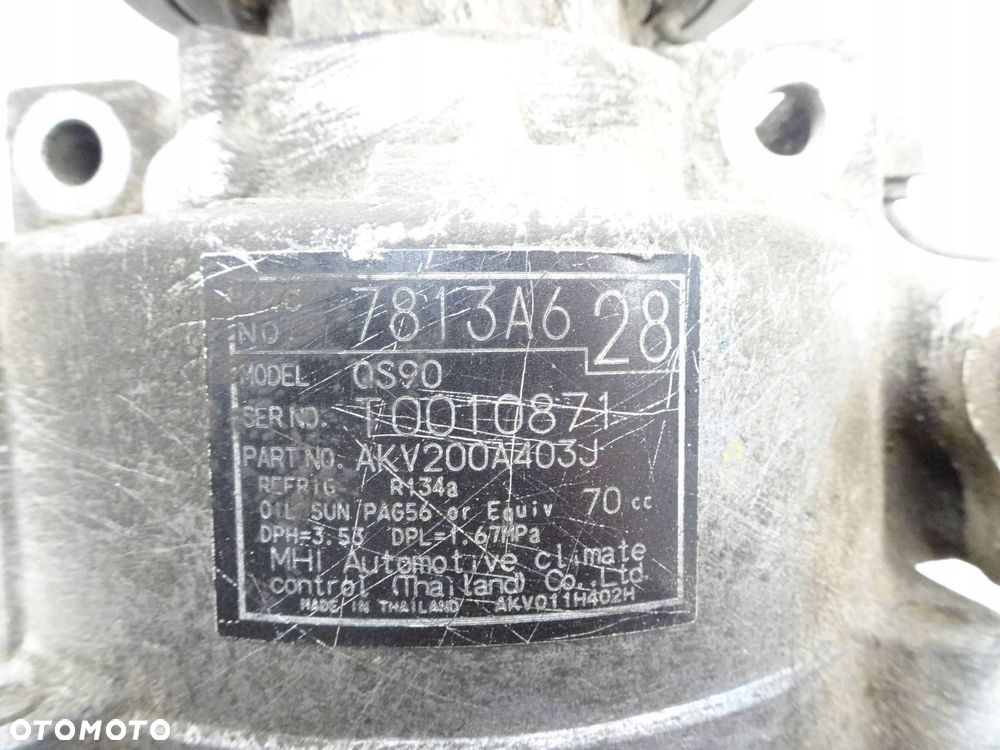 NO. 7813A6 28
MODEL QS90
SER.NO. T0010871
PART NO. AKV200A403J
REFRIG R134a
OIL SUN PAG56 or Equiv 70 cc
DPH=3.53 DPL=1.67MPa
MHI Automotive climate
control (Thailand) Co.,Ltd.
MADE IN THAILAND AKV011H402H
OTOMOTO